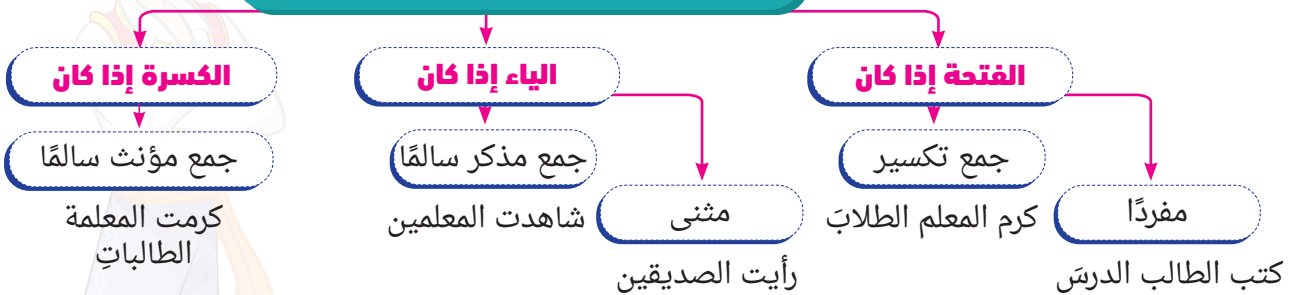 الفتحة إذا كان
الياء إذا كان
الكسرة إذا كان
جمع تكسير
جمع مذكر سالمًا
جمع مؤنث سالمًا
مفردًا
مثنى
كرم المعلم الطلابَ
شاهدت المعلمين
كرمت المعلمة
الطالباتِ
كتب الطالب الدرسَ
رأيت الصديقين